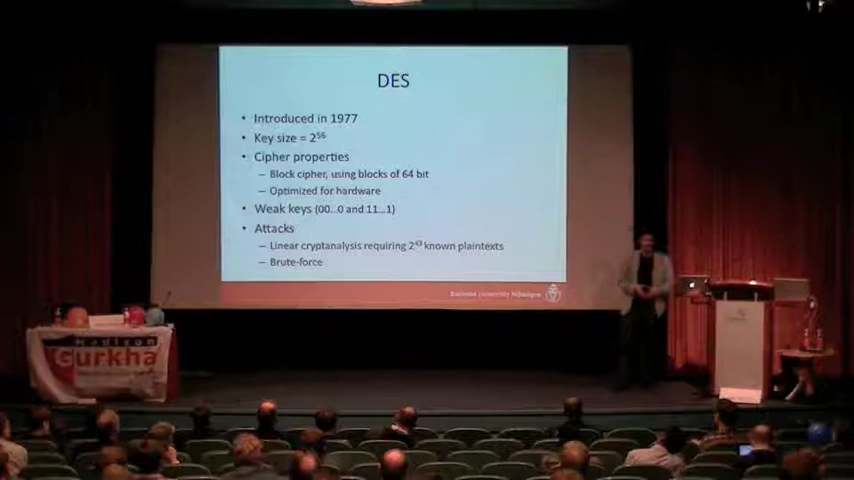 DES
• Introduced in 1977
• Key size = 2⁵⁶
• Cipher properties
– Block cipher, using blocks of 64 bit
– Optimized for hardware
• Weak keys (00...0 and 11...1)
• Attacks
– Linear cryptanalysis requiring 2⁴³ known plaintexts
– Brute-force
Radboud University Nijmegen
Madison
Gurkha